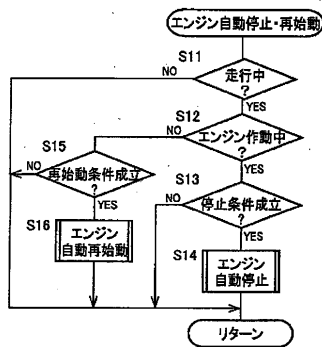 エンジン自動停止・再始動
S11
走行中
?
NO
YES
S12
エンジン作動中
?
NO
YES
S15
再始動条件成立
?
NO
YES
S13
停止条件成立
?
NO
YES
S16
エンジン
自動再始動
S14
エンジン
自動停止
リターン